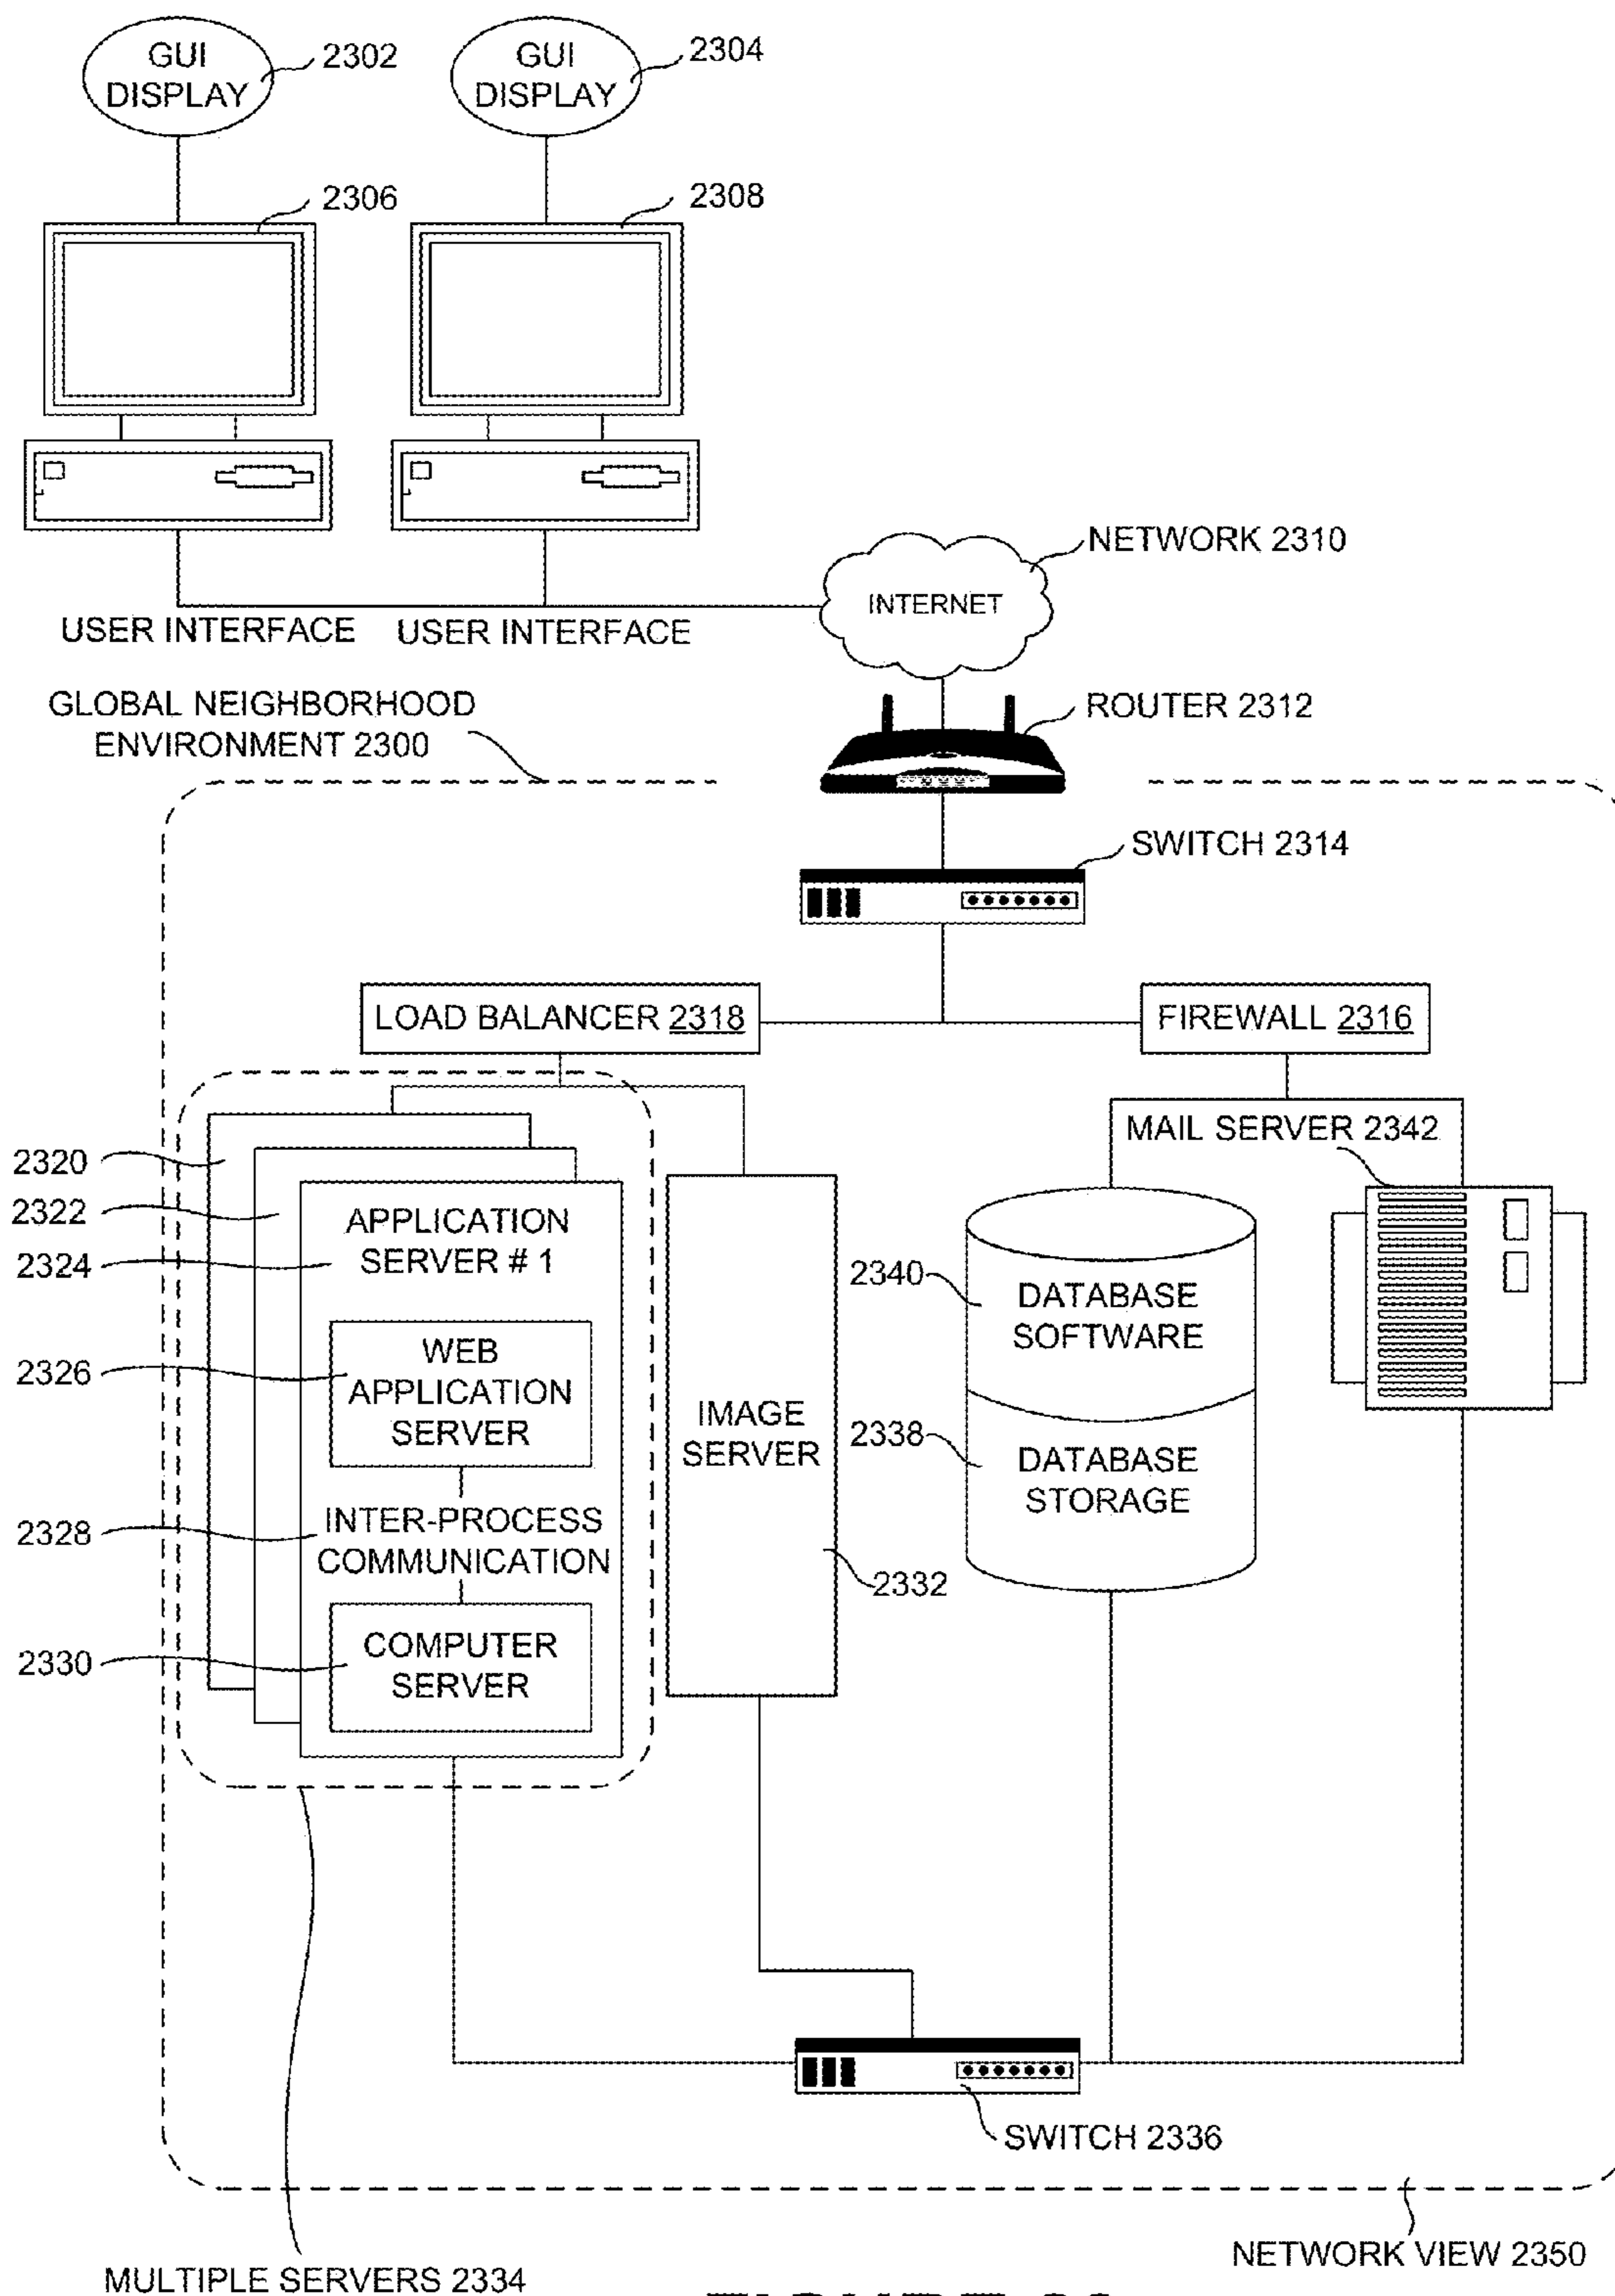 GUI
DISPLAY
2302
GUI
DISPLAY
2304
2306
2308
NETWORK 2310
INTERNET
USER INTERFACE
USER INTERFACE
GLOBAL NEIGHBORHOOD
ENVIRONMENT 2300
ROUTER 2312
SWITCH 2314
LOAD BALANCER 2318
FIREWALL 2316
MAIL SERVER 2342
2320
2322
2324
APPLICATION
SERVER # 1
2326
WEB
APPLICATION
SERVER
2328
INTER-PROCESS
COMMUNICATION
2330
COMPUTER
SERVER
IMAGE
SERVER
2332
2340
DATABASE
SOFTWARE
2338
DATABASE
STORAGE
SWITCH 2336
NETWORK VIEW 2350
MULTIPLE SERVERS 2334